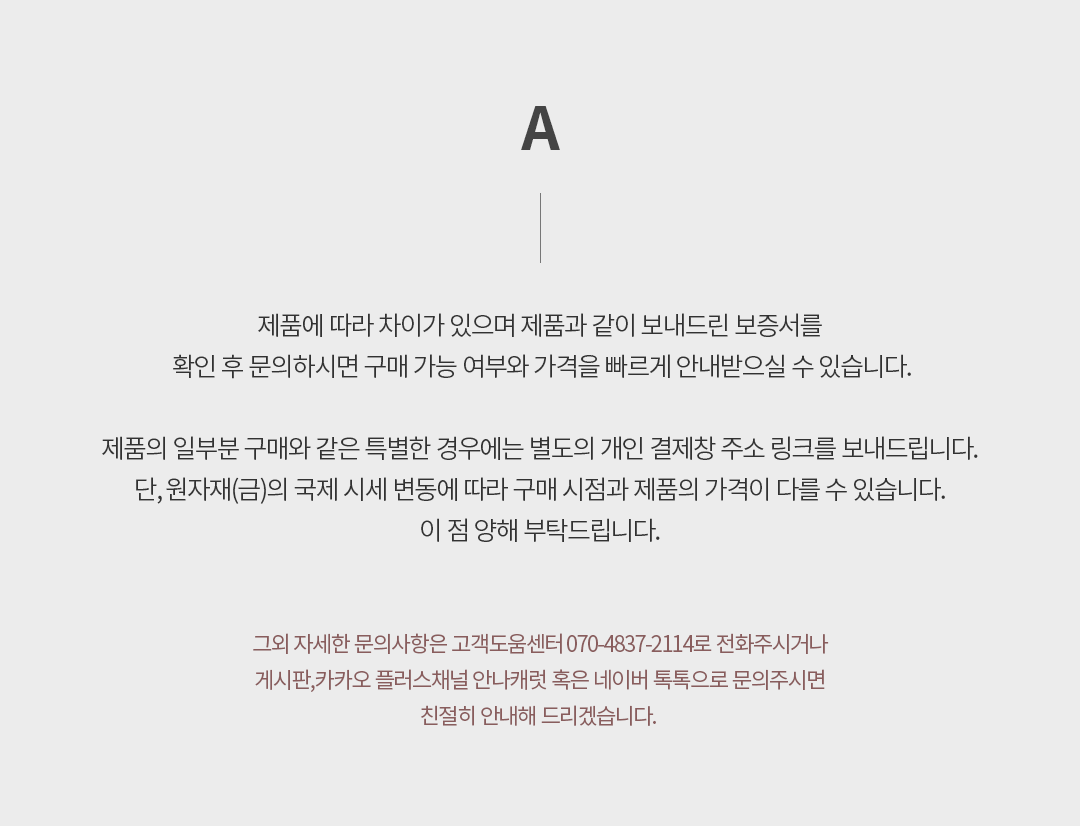 A
제품에 따라 차이가 있으며 제품과 같이 보내드린 보증서를
확인 후 문의하시면 구매 가능 여부와 가격을 빠르게 안내받으실 수 있습니다.
제품의 일부분 구매와 같은 특별한 경우에는 별도의 개인 결제창 주소 링크를 보내드립니다.
단, 원자재(금)의 국제 시세 변동에 따라 구매 시점과 제품의 가격이 다를 수 있습니다.
이 점 양해 부탁드립니다.
그외 자세한 문의사항은 고객도움센터 070-4837-2114로 전화주시거나
게시판,카카오 플러스채널 안나캐럿 혹은 네이버 톡톡으로 문의주시면
친절히 안내해 드리겠습니다.